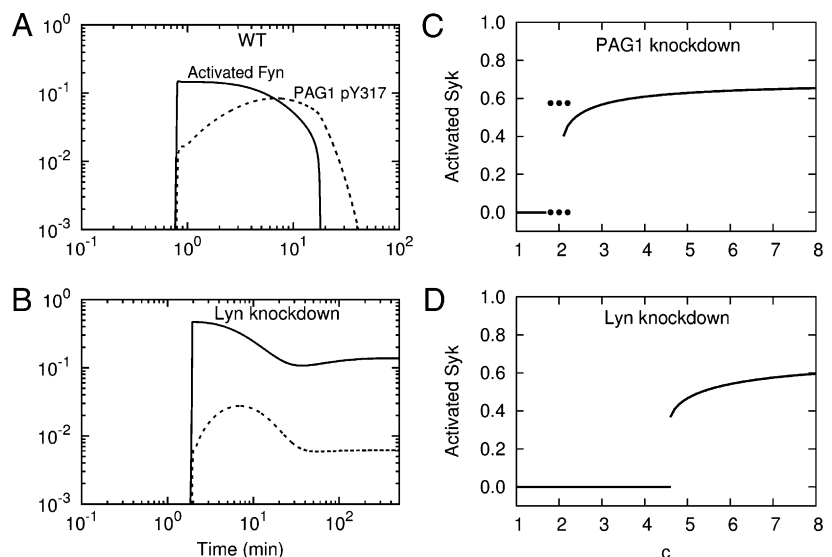 A
WT
Activated Fyn
PAG1 pY317
10^0
10^-1
10^-2
10^-3
10^-1
10^0
10^1
10^2
B
Lyn knockdown
10^0
10^-1
10^-2
10^-3
10^-1
10^0
10^1
10^2
Time (min)
C
PAG1 knockdown
Activated Syk
1.0
0.8
0.6
0.4
0.2
0.0
1 2 3 4 5 6 7 8
D
Lyn knockdown
Activated Syk
1.0
0.8
0.6
0.4
0.2
0.0
1 2 3 4 5 6 7 8
c